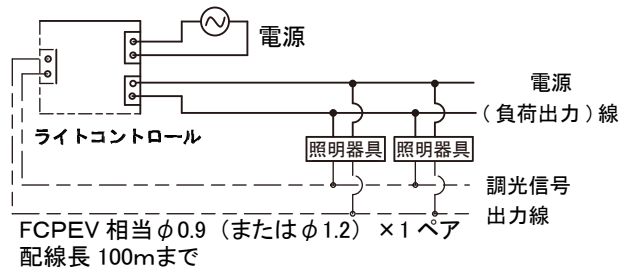 電源
電源
(負荷出力)線
ライトコントロール
照明器具
照明器具
調光信号
出力線
FCPEV 相当φ0.9(またはφ1.2)×1 ペア
配線長 100mまで